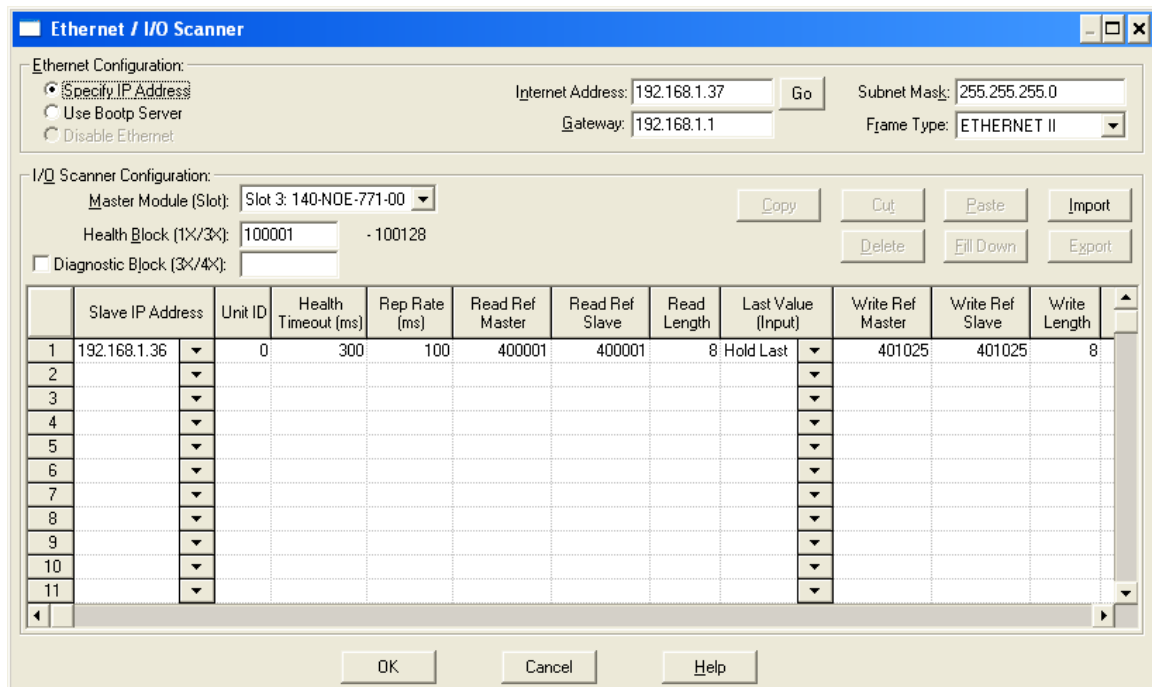 Ethernet / I/O Scanner
Ethernet Configuration:
Specify IP Address
Use Bootp Server
Disable Ethernet
Internet Address: 192.168.1.37 Go
Gateway: 192.168.1.1
Subnet Mask: 255.255.255.0
Frame Type: ETHERNET II
I/O Scanner Configuration:
Master Module (Slot): Slot 3: 140-NOE-771-00
Health Block (1X/3X): 100001 - 100128
Diagnostic Block (3X/4X):
Copy Cut Paste Import
Delete Fill Down Export
Slave IP Address Unit ID Health Timeout (ms) Rep Rate (ms) Read Ref Master Read Ref Slave Read Length Last Value (Input) Write Ref Master Write Ref Slave Write Length
1 192.168.1.36 0 300 100 400001 400001 8 Hold Last 401025 401025 8
2
3
4
5
6
7
8
9
10
11
OK Cancel Help